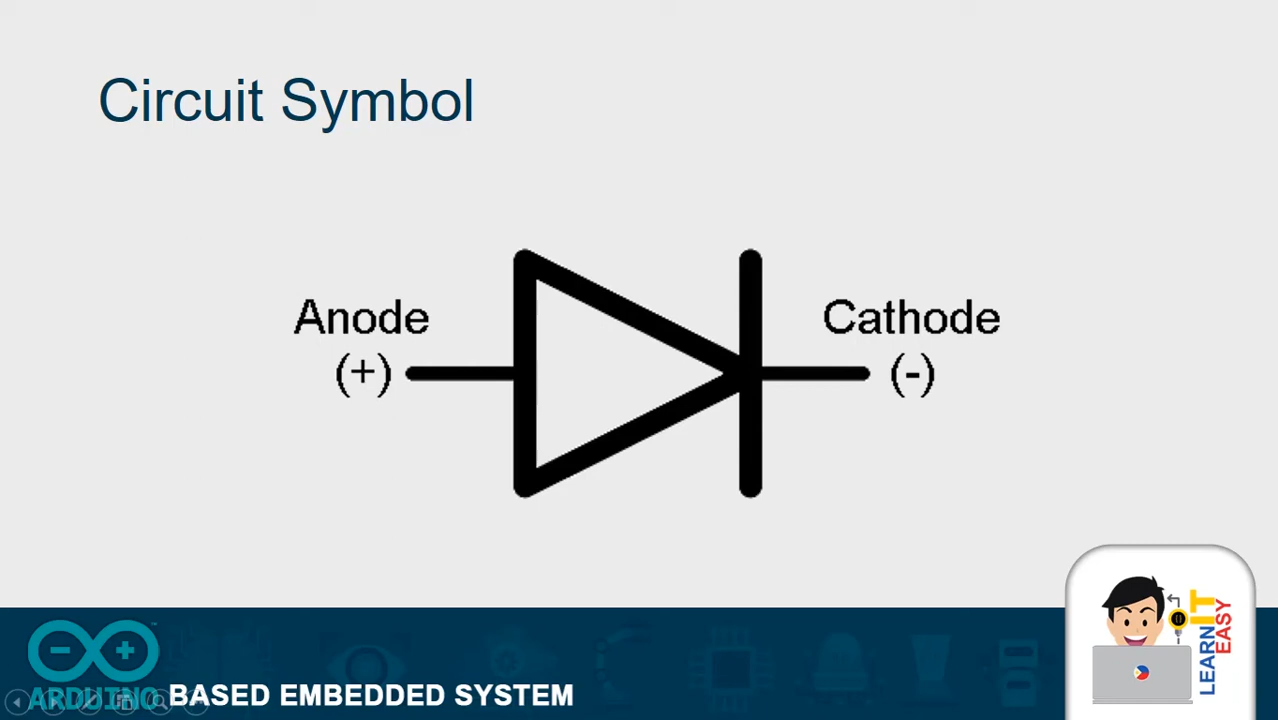 Circuit Symbol
Anode
(+)
Cathode
(-)
ARDUINO BASED EMBEDDED SYSTEM
LEARN IT EASY